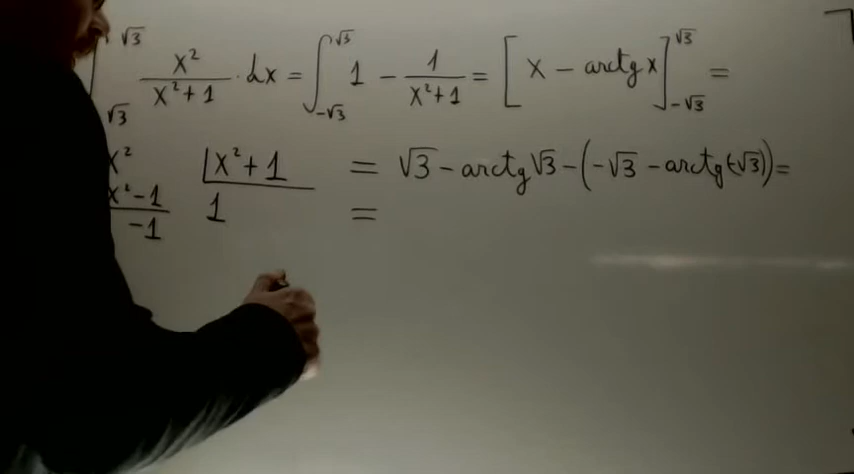 ∫_{√3}^{√3} x²/(x²+1) · dx = ∫_{-√3}^{√3} 1 - 1/(x²+1) = [x - arctg x]_{-√3}^{√3} =
x² |x²+1 = √3 - arctg √3 - (-√3 - arctg(-√3)) =
x²-1 1 =
-1